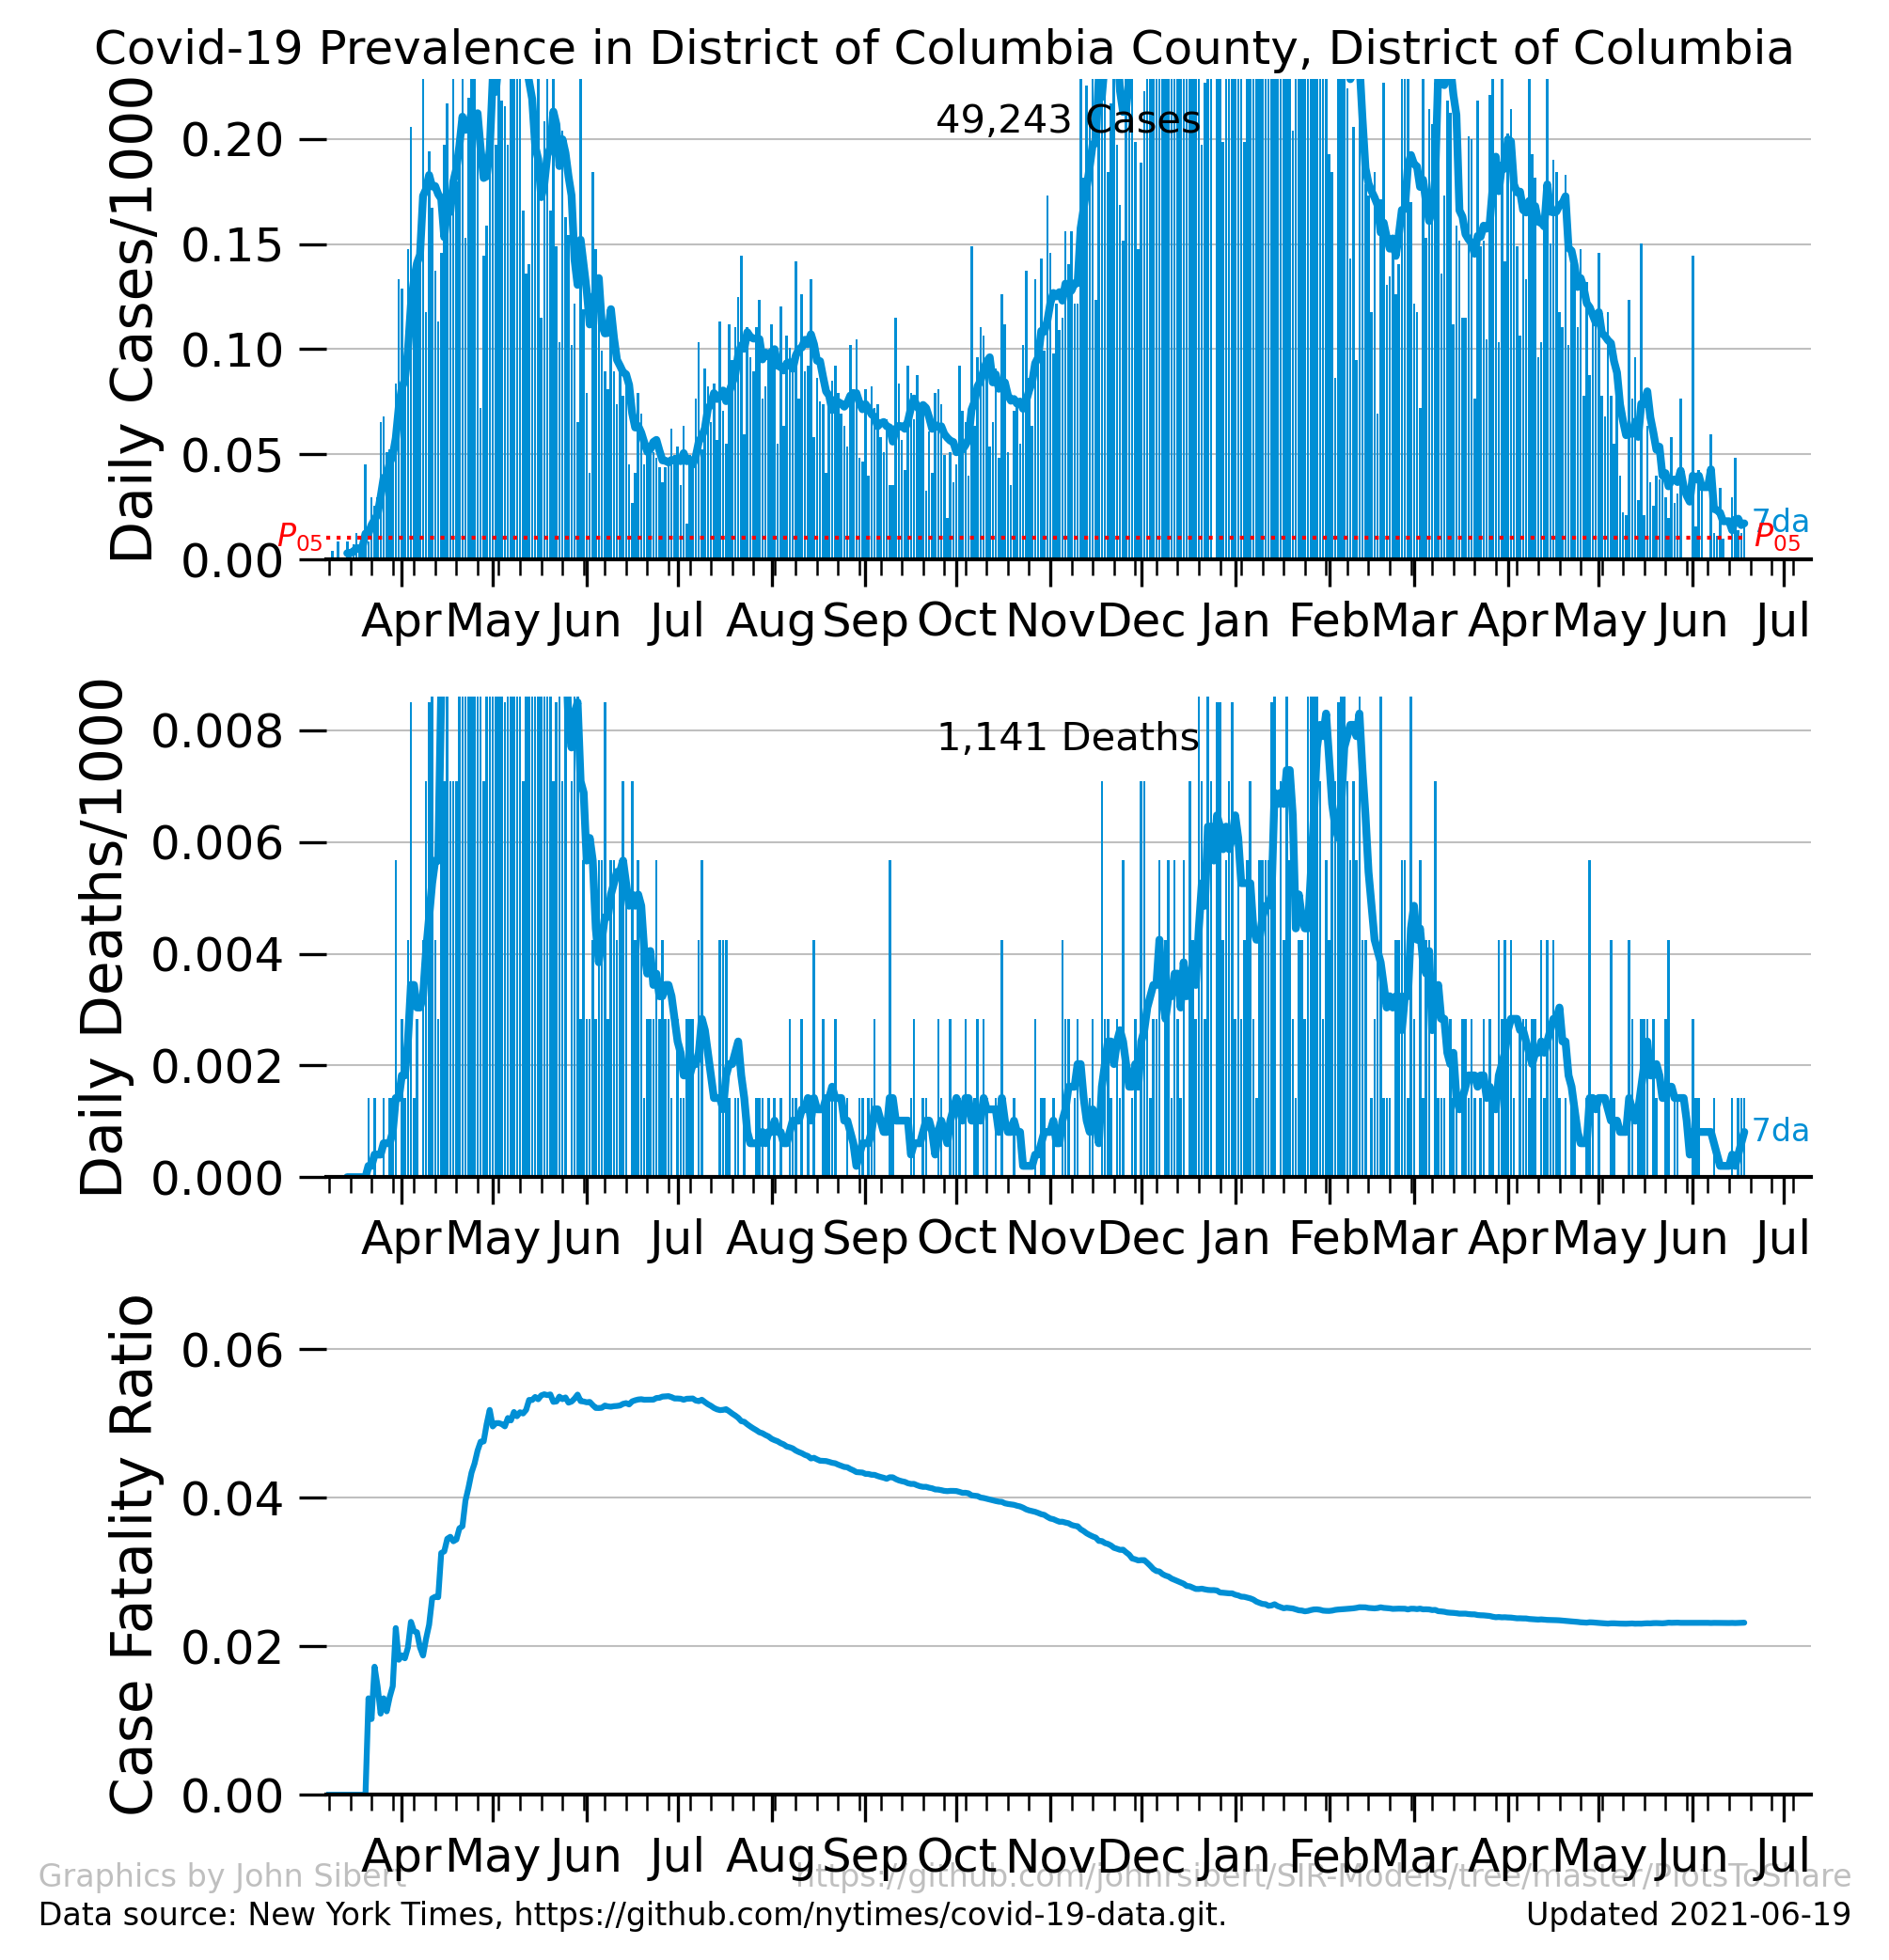 Covid-19 Prevalence in District of Columbia County, District of Columbia
Daily Cases/1000
0.20
0.15
0.10
0.05
0.00
49,243 Cases
P05
7da
P05
Apr May Jun Jul Aug Sep Oct Nov Dec Jan Feb Mar Apr May Jun Jul
Daily Deaths/1000
0.008
0.006
0.004
0.002
0.000
1,141 Deaths
7da
Apr May Jun Jul Aug Sep Oct Nov Dec Jan Feb Mar Apr May Jun Jul
Case Fatality Ratio
0.06
0.04
0.02
0.00
Apr May Jun Jul Aug Sep Oct Nov Dec Jan Feb Mar Apr May Jun Jul
Graphics by John Sibert https://github.com/johnrsibert/SIR-Models/tree/master/PlotsToShare
Data source: New York Times, https://github.com/nytimes/covid-19-data.git. Updated 2021-06-19